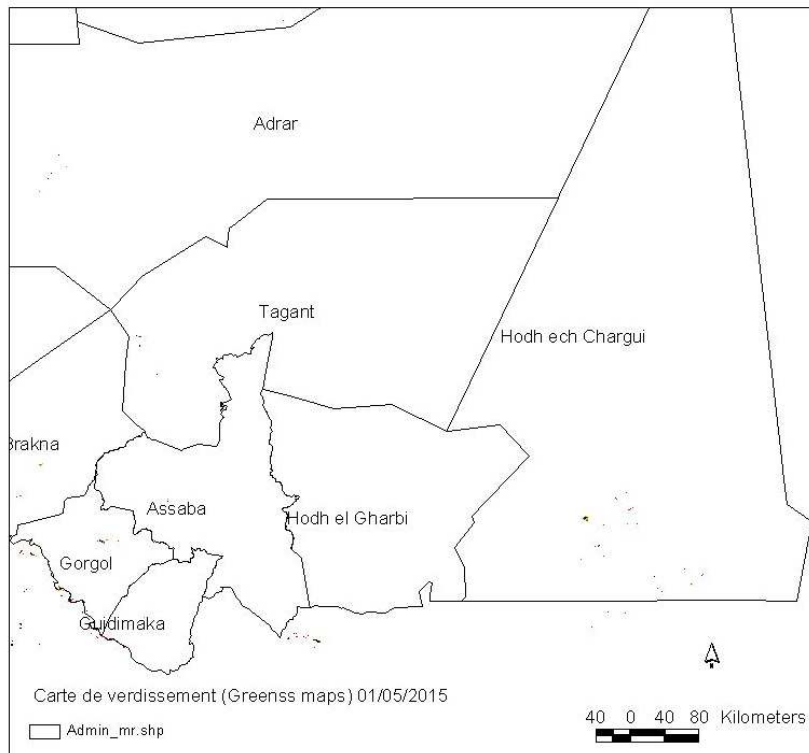 Adrar
Tagant
Hodh ech Chargui
Brakna
Assaba
Hodh el Gharbi
Gorgol
Guidimaka
Carte de verdissement (Greenss maps) 01/05/2015
40 0 40 80 Kilometers
Admin_mr.shp